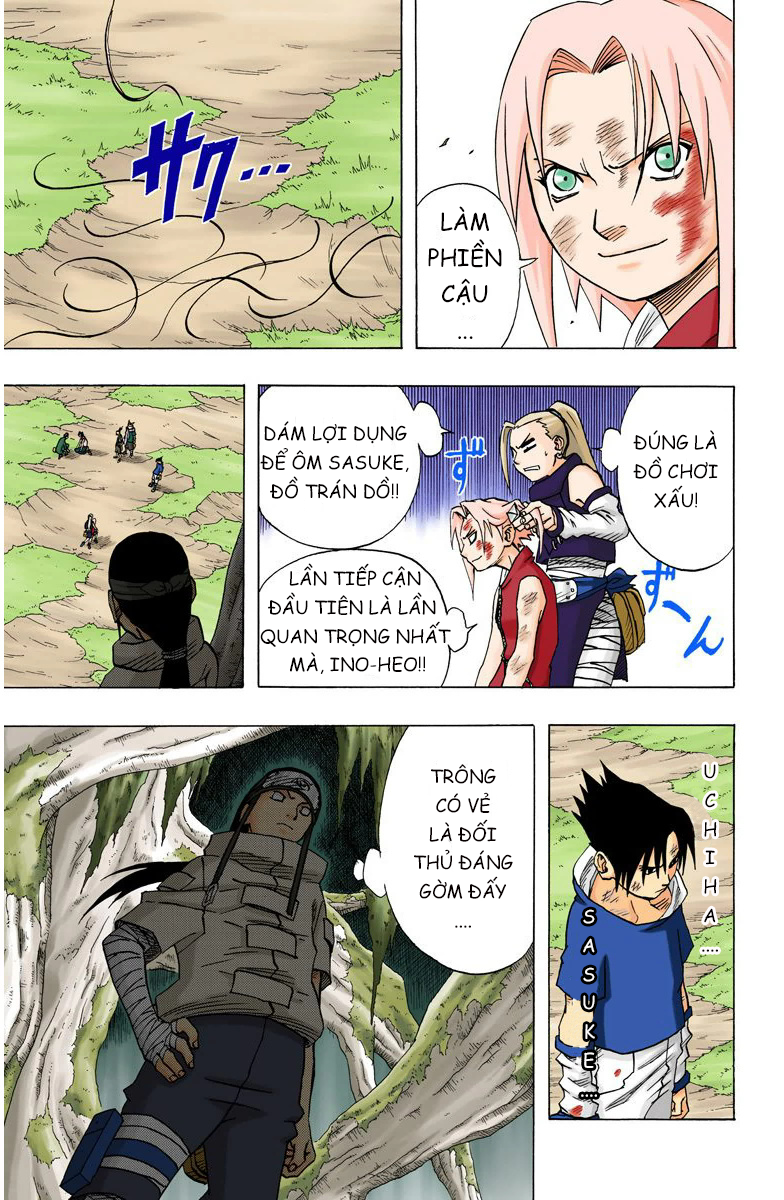 LÀM
PHIỀN
CẬU
...
サク...
ĐÚNG LÀ
ĐỒ CHƠI
XẤU!
DÁM LỢI DỤNG
ĐỂ ÔM SASUKE,
ĐỒ TRÁN DỒ!!
ず
LẦN TIẾP CẬN
ĐẦU TIÊN LÀ LẦN
QUAN TRỌNG NHẤT
MÀ, INO-HEO!!
ず〜ん
UCHIHA....
SASUKE....
TRÔNG
CÓ VẺ
LÀ ĐỐI
THỦ ĐÁNG
GỜM ĐẤY
....